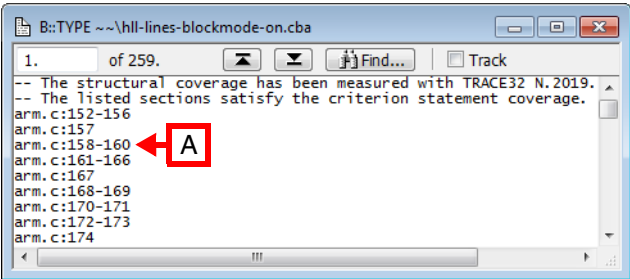 B::TYPE ~~\hll-lines-blockmode-on.cba
1. of 259. Find... Track
-- The structural coverage has been measured with TRACE32 N.2019.
-- The listed sections satisfy the criterion statement coverage.
arm.c:152-156
arm.c:157
arm.c:158-160 A
arm.c:161-166
arm.c:167
arm.c:168-169
arm.c:170-171
arm.c:172-173
arm.c:174